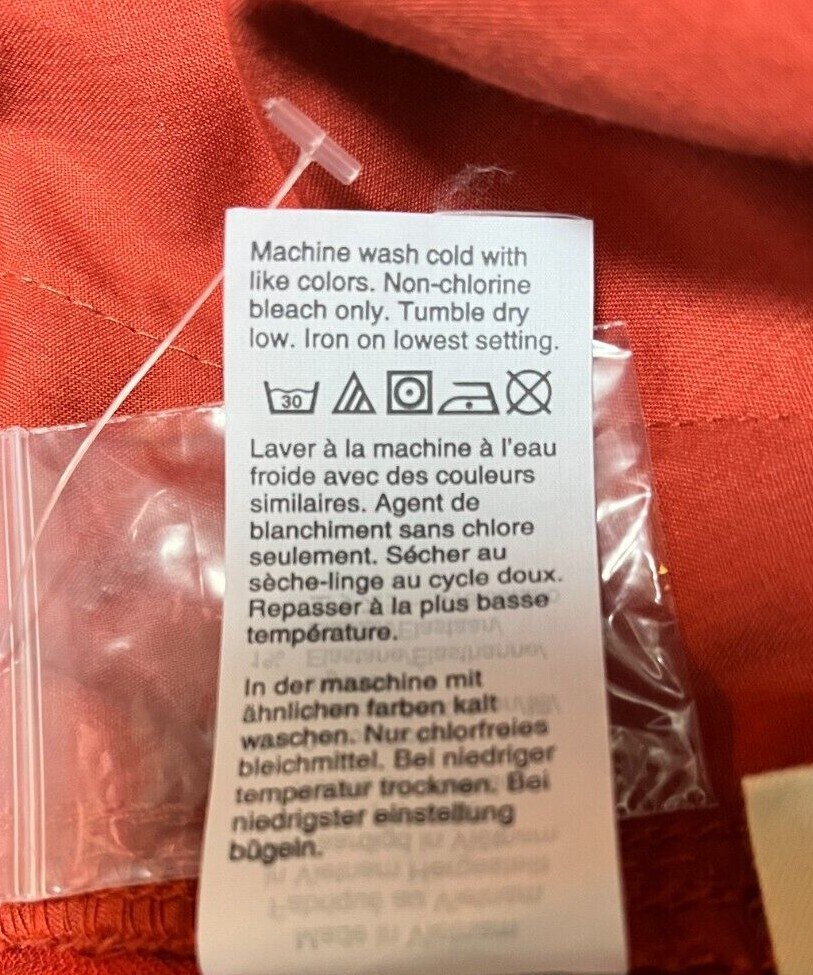 Machine wash cold with
like colors. Non-chlorine
bleach only. Tumble dry
low. Iron on lowest setting.
30
Laver à la machine à l'eau
froide avec des couleurs
similaires. Agent de
blanchiment sans chlore
seulement. Sécher au
sèche-linge au cycle doux.
Repasser à la plus basse
température.
In der maschine mit
ähnlichen farben kalt
waschen. Nur chlorfreies
bleichmittel. Bei niedriger
temperatur trocknen. Bei
niedrigster einstellung
bügeln.